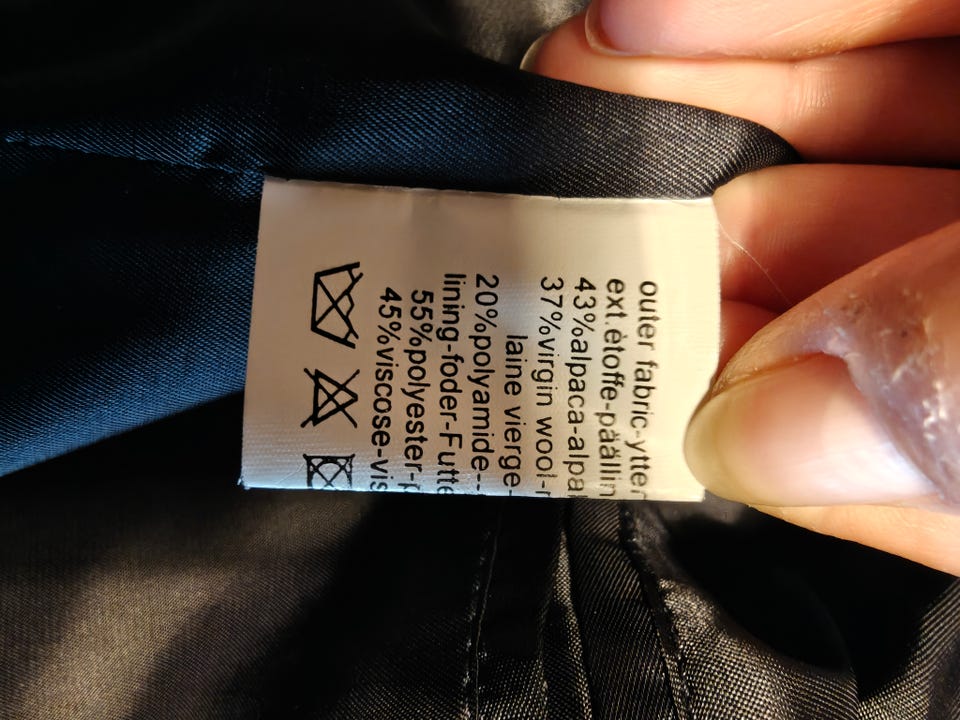 outer fabric-ytter
ext.ètoffe-päällin
43%alpaca-alpa
37%virgin wool-
laine vierge-
20%polyamide-
lining-foder-Futte
55%polyester-
45%viscose-vis